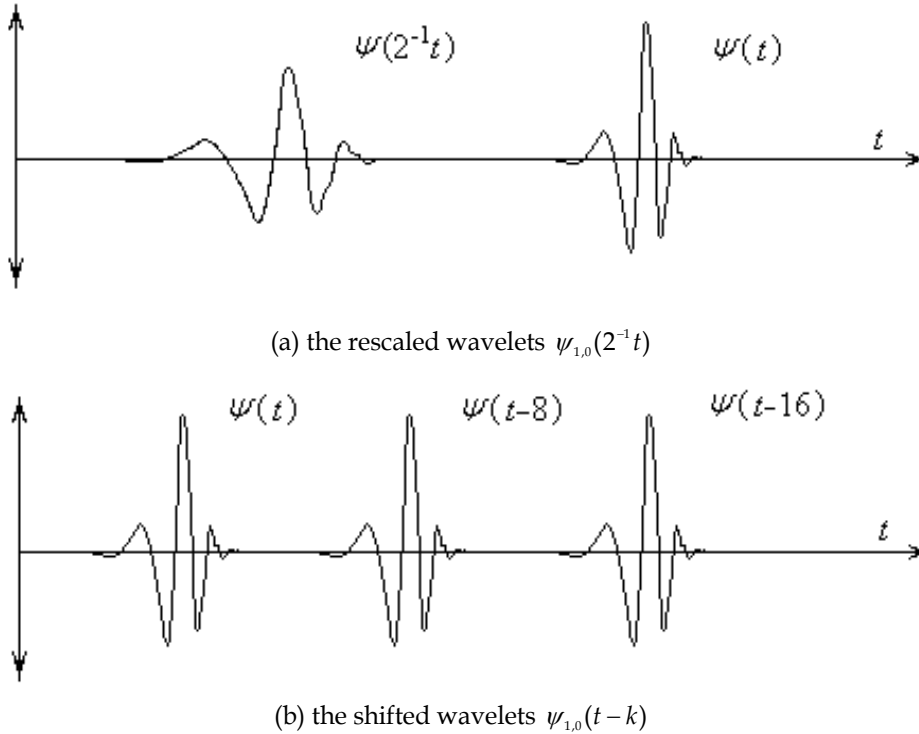 Ψ(2⁻¹t) Ψ(t)
t
(a) the rescaled wavelets ψ₁,₀(2⁻¹t)
Ψ(t) Ψ(t-8) Ψ(t-16)
t
(b) the shifted wavelets ψ₁,₀(t − k)